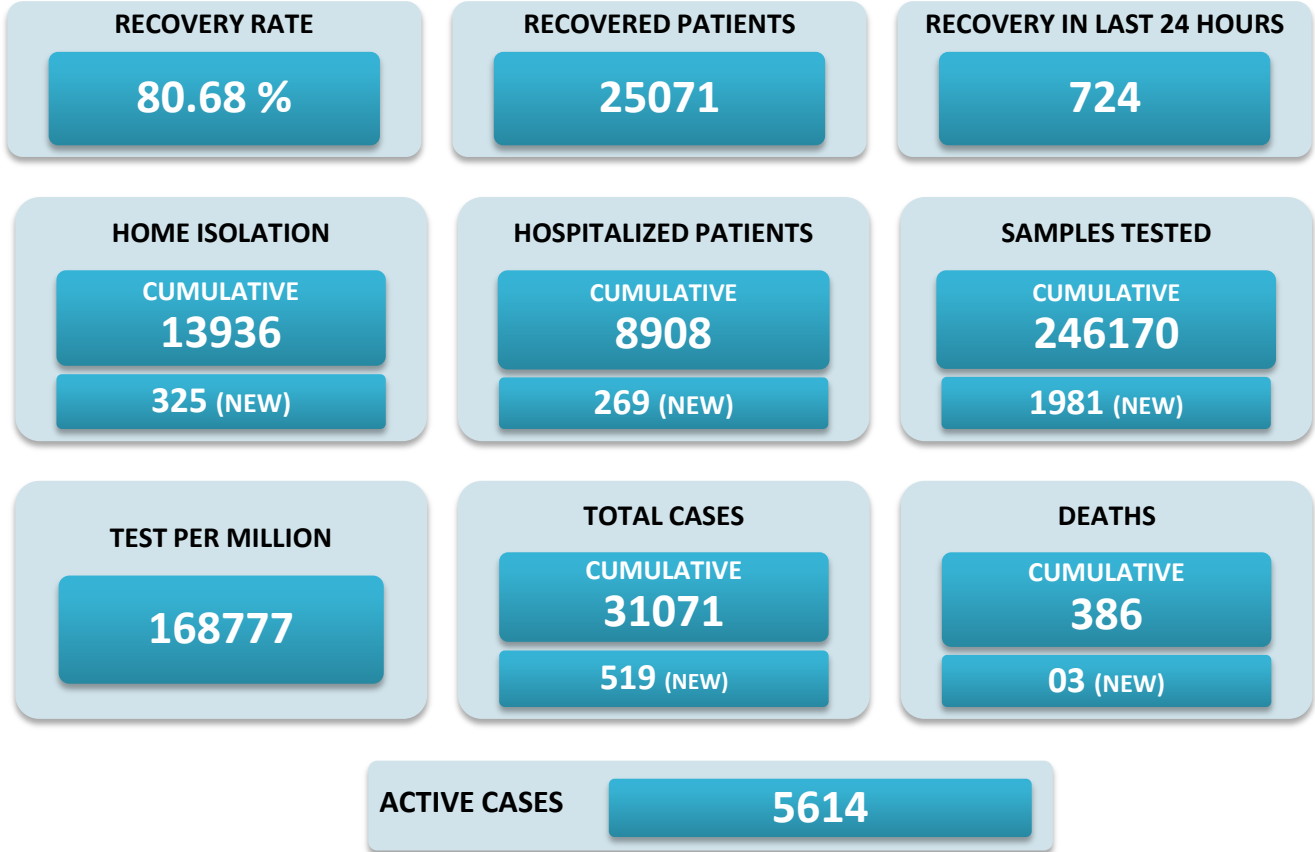 RECOVERY RATE
80.68 %
RECOVERED PATIENTS
25071
RECOVERY IN LAST 24 HOURS
724
HOME ISOLATION
CUMULATIVE
13936
325 (NEW)
HOSPITALIZED PATIENTS
CUMULATIVE
8908
269 (NEW)
SAMPLES TESTED
CUMULATIVE
246170
1981 (NEW)
TEST PER MILLION
168777
TOTAL CASES
CUMULATIVE
31071
519 (NEW)
DEATHS
CUMULATIVE
386
03 (NEW)
ACTIVE CASES
5614